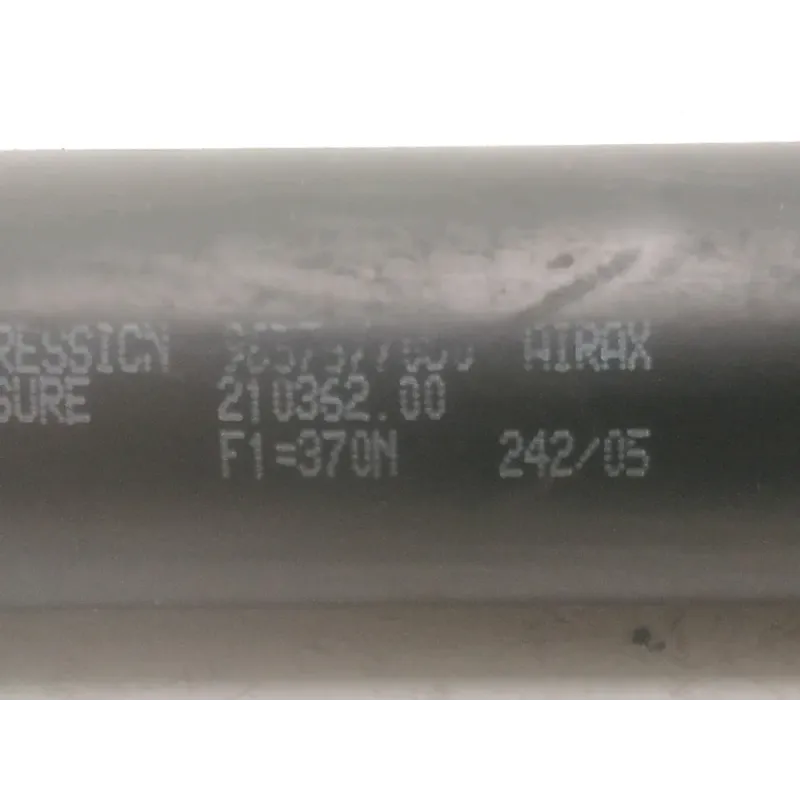 RESSION AIRAX
SURE 210362.00
F1=370N 242/05